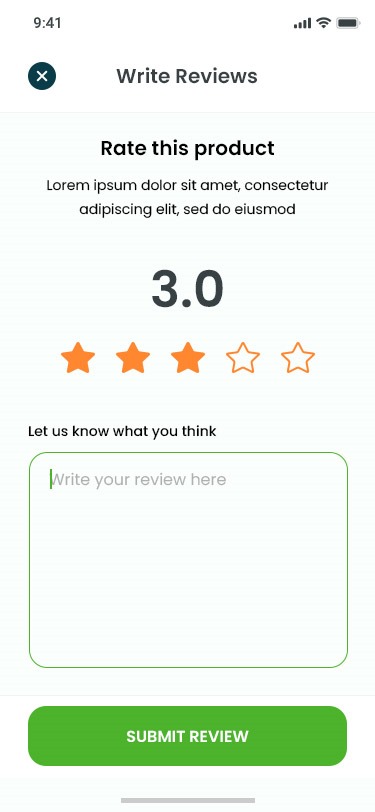 9:41
Write Reviews
Rate this product
Lorem ipsum dolor sit amet, consectetur
adipiscing elit, sed do eiusmod
3.0
Let us know what you think
Write your review here
SUBMIT REVIEW